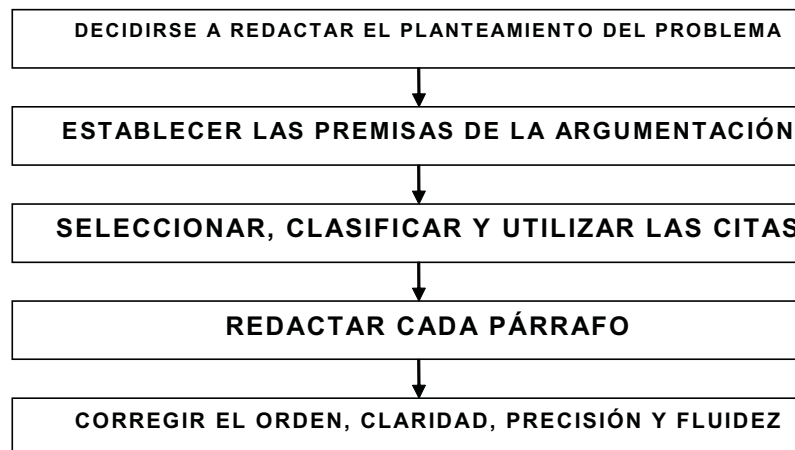 DECIDIRSE A REDACTAR EL PLANTEAMIENTO DEL PROBLEMA
ESTABLECER LAS PREMISAS DE LA ARGUMENTACIÓN
SELECCIONAR, CLASIFICAR Y UTILIZAR LAS CITAS
REDACTAR CADA PÁRRAFO
CORREGIR EL ORDEN, CLARIDAD, PRECISIÓN Y FLUIDEZ